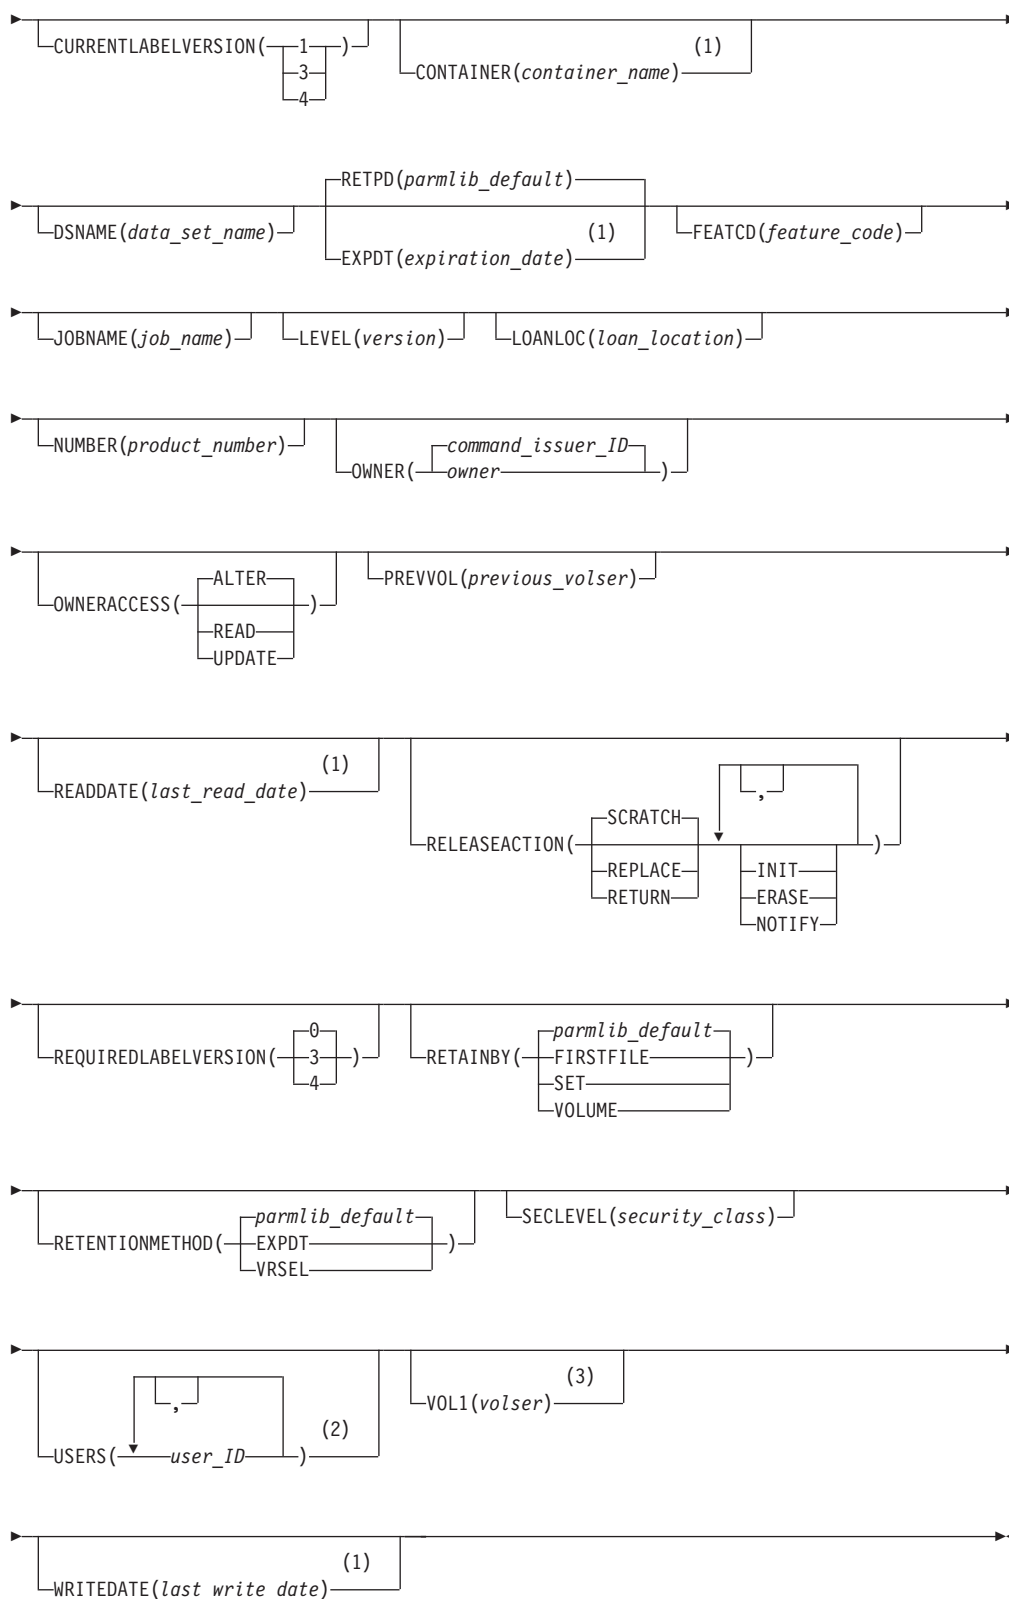 CURRENTLABELVERSION( 1 )
3
4
(1)
CONTAINER(container_name)
RETPD(parmlib_default)
DSNAME(data_set_name)
(1)
EXPDT(expiration_date)
FEATCD(feature_code)
JOBNAME(job_name) LEVEL(version) LOANLOC(loan_location)
NUMBER(product_number)
command_issuer_ID
OWNER( owner )
ALTER
OWNERACCESS( )
READ
UPDATE
PREVVOL(previous_volser)
(1)
READDATE(last_read_date)
,
SCRATCH
RELEASEACTION( )
REPLACE
RETURN
INIT
ERASE
NOTIFY
0
REQUIREDLABELVERSION( 3 )
4
parmlib_default
RETAINBY( FIRSTFILE )
SET
VOLUME
parmlib_default
RETENTIONMETHOD( EXPDT )
VRSEL
SECLEVEL(security_class)
,
(2)
USERS( user_ID )
(3)
VOL1(volser)
(1)
WRITEDATE(last_write_date)